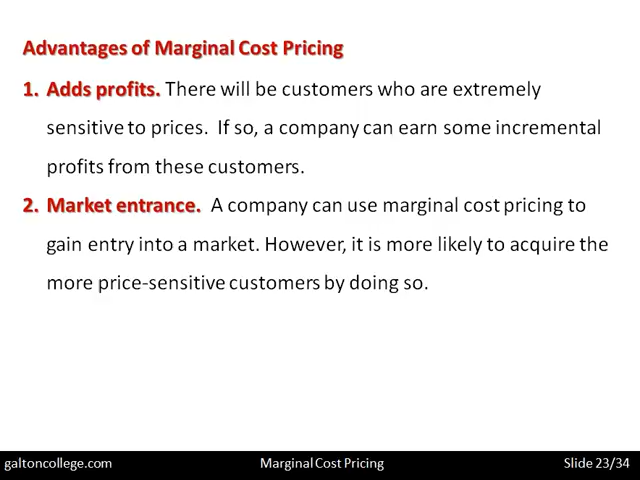 Advantages of Marginal Cost Pricing
1. Adds profits. There will be customers who are extremely
sensitive to prices. If so, a company can earn some incremental
profits from these customers.
2. Market entrance. A company can use marginal cost pricing to
gain entry into a market. However, it is more likely to acquire the
more price-sensitive customers by doing so.
galtoncollege.com Marginal Cost Pricing Slide 23/34